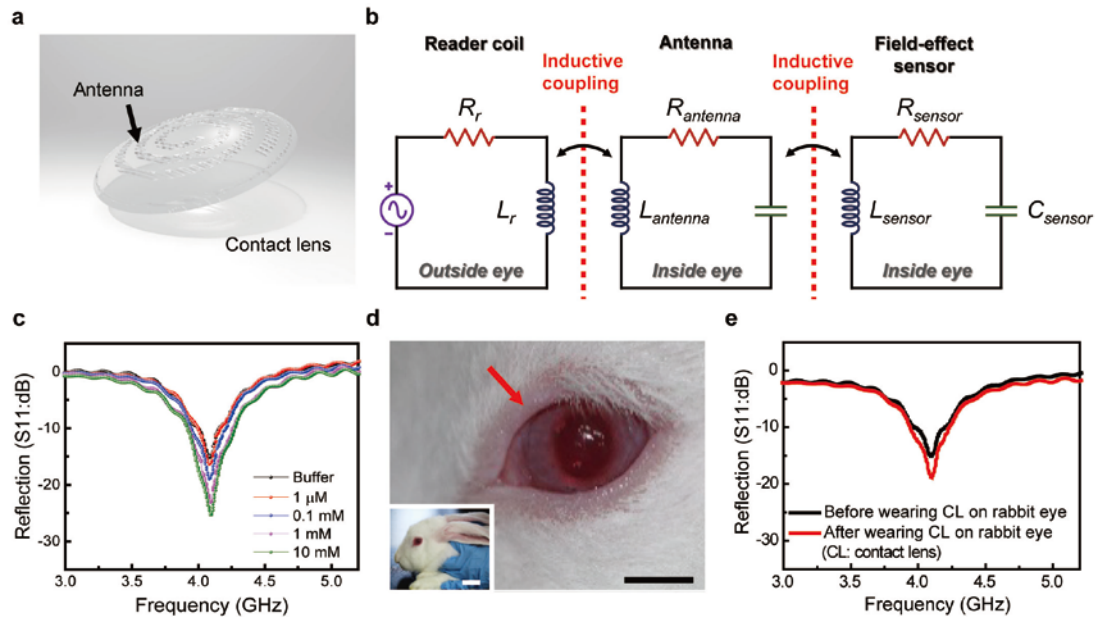 a
Antenna
Contact lens
b
Reader coil
Inductive
coupling
Antenna
Inductive
coupling
Field-effect
sensor
R_r
R_antenna
R_sensor
+
-
L_r
L_antenna
L_sensor
C_sensor
Outside eye
Inside eye
Inside eye
c
Reflection (S11:dB)
0
-10
-20
-30
Buffer
1 μM
0.1 mM
1 mM
10 mM
3.0
3.5
4.0
4.5
5.0
Frequency (GHz)
d
e
Reflection (S11:dB)
0
-10
-20
-30
Before wearing CL on rabbit eye
After wearing CL on rabbit eye
(CL: contact lens)
3.0
3.5
4.0
4.5
5.0
Frequency (GHz)